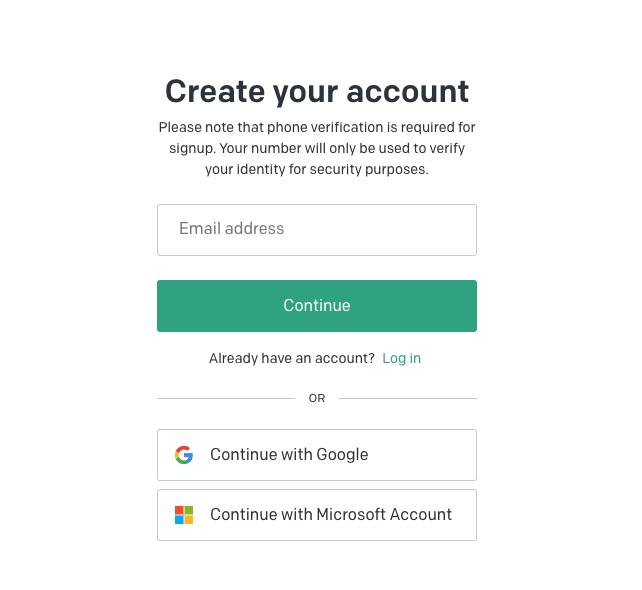 Create your account
Please note that phone verification is required for
signup. Your number will only be used to verify
your identity for security purposes.
Email address
Continue
Already have an account? Log in
OR
Continue with Google
Continue with Microsoft Account